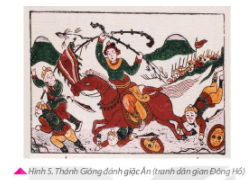 Hình 5. Thánh Gióng đánh giặc Ân (tranh dân gian Đông Hồ)